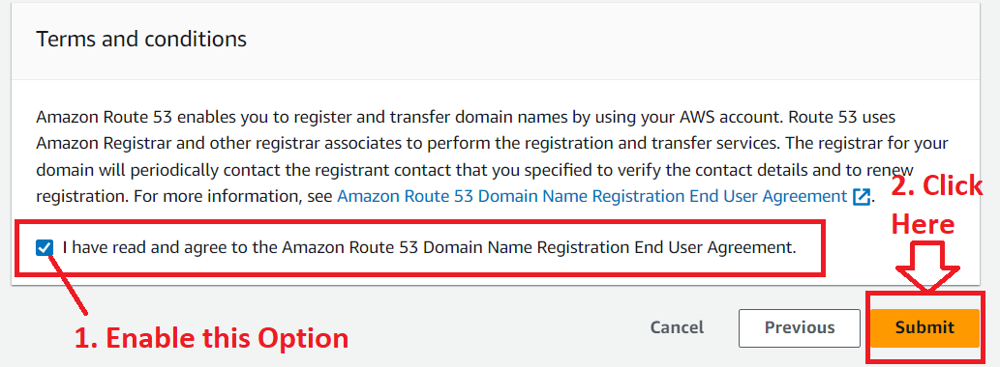 Terms and conditions
Amazon Route 53 enables you to register and transfer domain names by using your AWS account. Route 53 uses
Amazon Registrar and other registrar associates to perform the registration and transfer services. The registrar for your
domain will periodically contact the registrant contact that you specified to verify the contact details and to renew
registration. For more information, see Amazon Route 53 Domain Name Registration End User Agreement.
2. Click
Here
I have read and agree to the Amazon Route 53 Domain Name Registration End User Agreement.
1. Enable this Option
Cancel
Previous
Submit